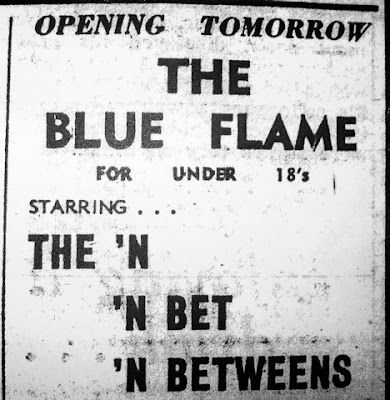 OPENING TOMORROW
THE
BLUE FLAME
FOR UNDER 18's
STARRING . . .
THE 'N
'N BET
'N BETWEENS